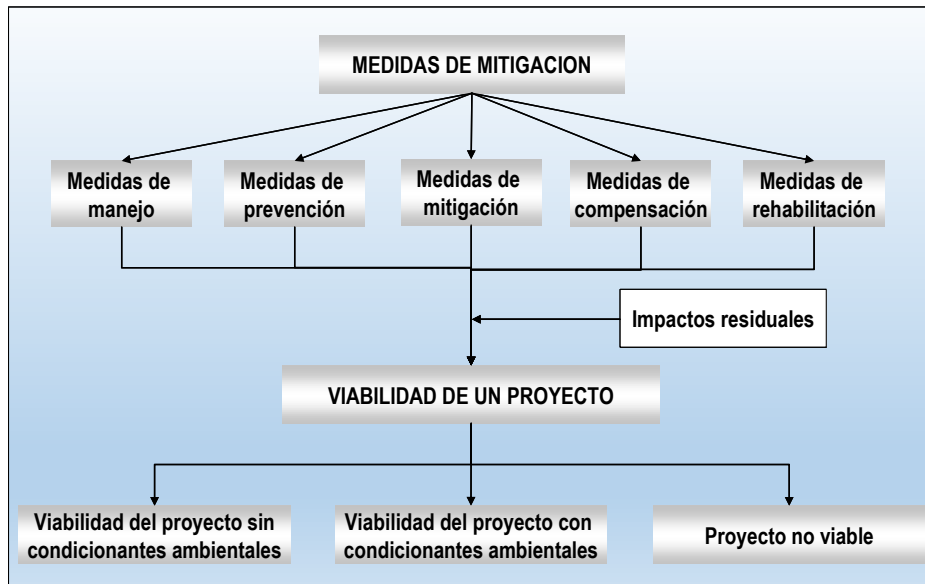 MEDIDAS DE MITIGACION
Medidas de
manejo
Medidas de
prevención
Medidas de
mitigación
Medidas de
compensación
Medidas de
rehabilitación
Impactos residuales
VIABILIDAD DE UN PROYECTO
Viabilidad del proyecto sin
condicionantes ambientales
Viabilidad del proyecto con
condicionantes ambientales
Proyecto no viable